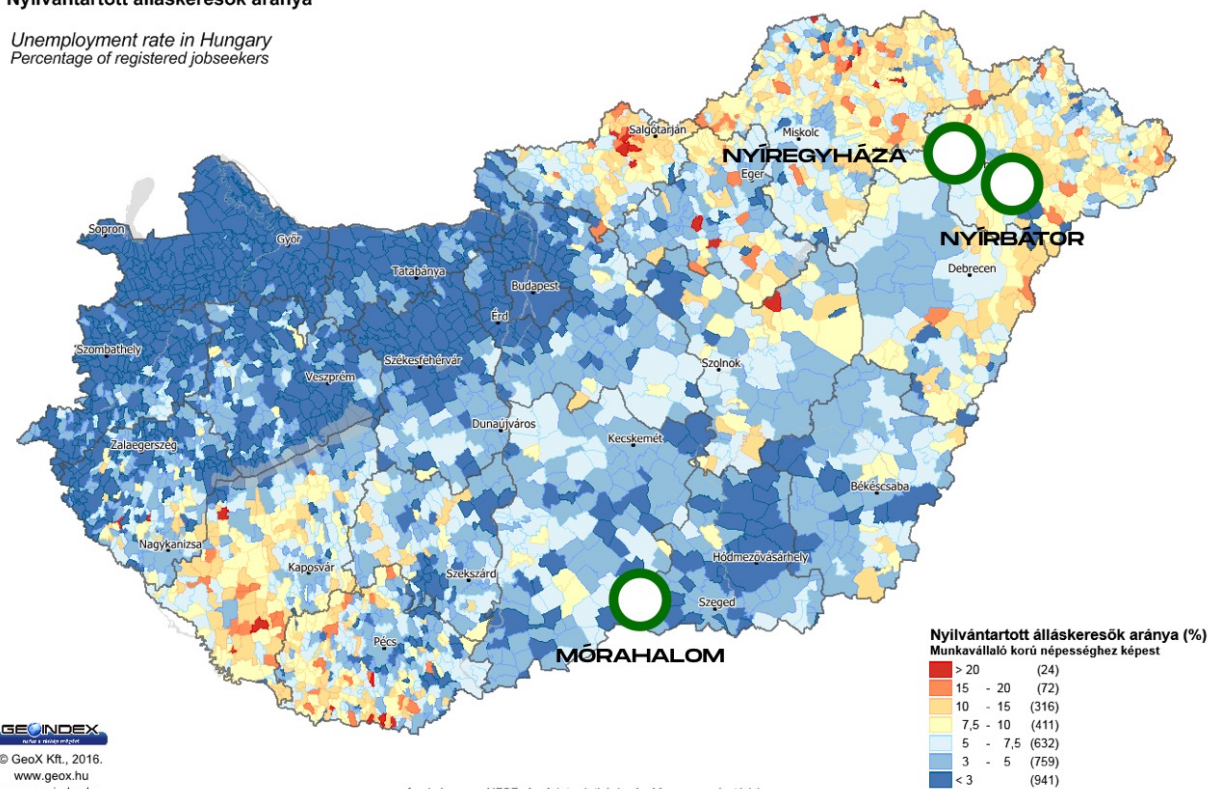 Nyilvántartott álláskeresők aránya
Unemployment rate in Hungary
Percentage of registered jobseekers
Salgótarján
Miskolc
NYÍREGYHÁZA
Eger
NYÍRBÁTOR
Sopron
Győr
Tatabánya
Budapest
Debrecen
Érd
Szombathely
Székesfehérvár
Veszprém
Szolnok
Dunaújváros
Kecskemét
Zalaegerszeg
Békéscsaba
Nagykanizsa
Kaposvár
Szekszárd
Hódmezővásárhely
Szeged
Pécs
MÓRAHALOM
Nyilvántartott álláskeresők aránya (%)
Munkavállaló korú népességhez képest
> 20 (24)
15 - 20 (72)
10 - 15 (316)
7,5 - 10 (411)
5 - 7,5 (632)
3 - 5 (759)
< 3 (941)
GEOINDEX
© GeoX Kft., 2016.
www.geox.hu